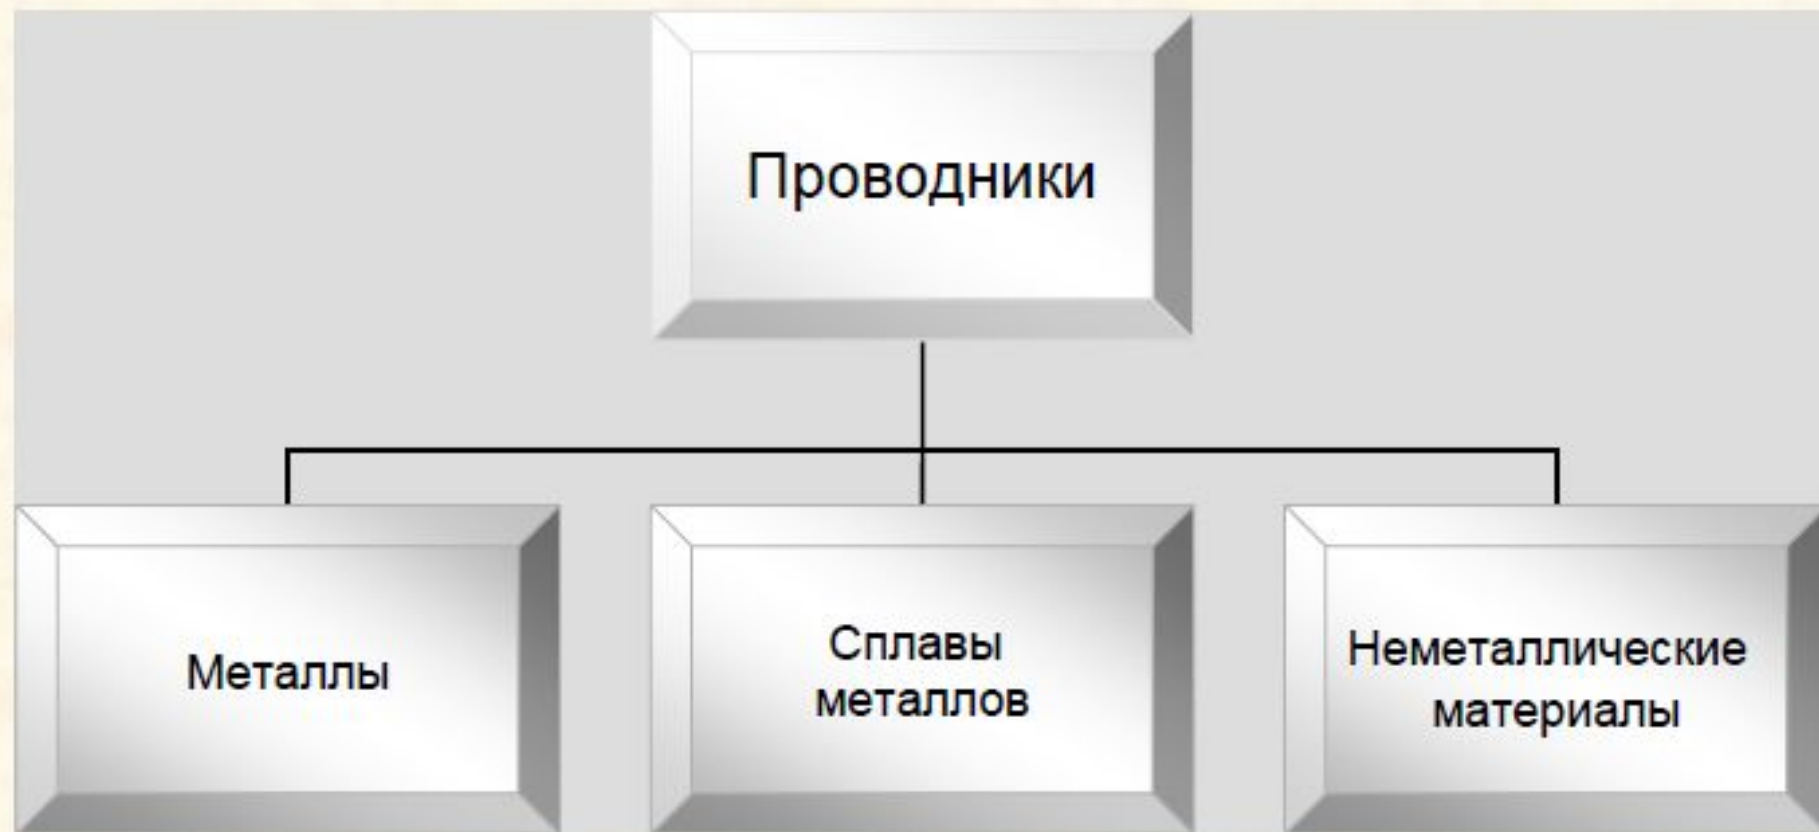 Проводники
Металлы
Сплавы
металлов
Неметаллические
материалы